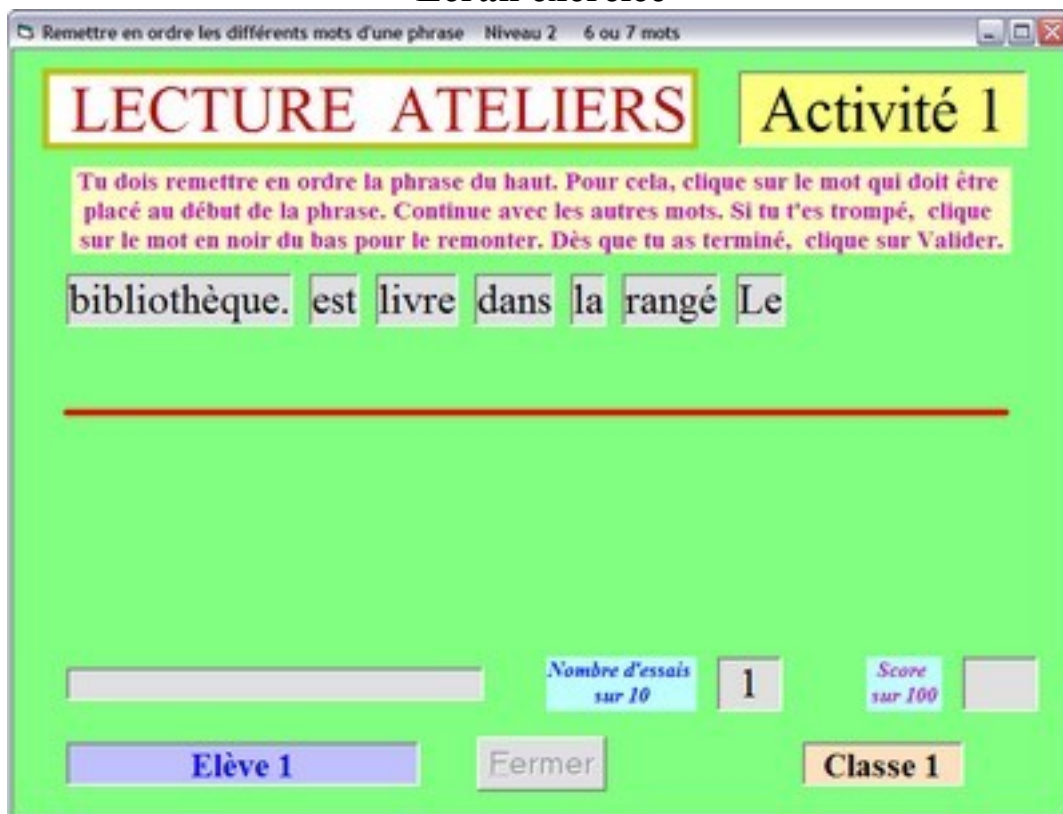 Remettre en ordre les différents mots d'une phrase Niveau 2 6 ou 7 mots
LECTURE ATELIERS
Activité 1
Tu dois remettre en ordre la phrase du haut. Pour cela, clique sur le mot qui doit être
placé au début de la phrase. Continue avec les autres mots. Si tu t'es trompé, clique
sur le mot en noir du bas pour le remonter. Dès que tu as terminé, clique sur Valider.
bibliothèque. est livre dans la rangé Le
Nombre d'essais
sur 10
1
Score
sur 100
Elève 1
Fermer
Classe 1